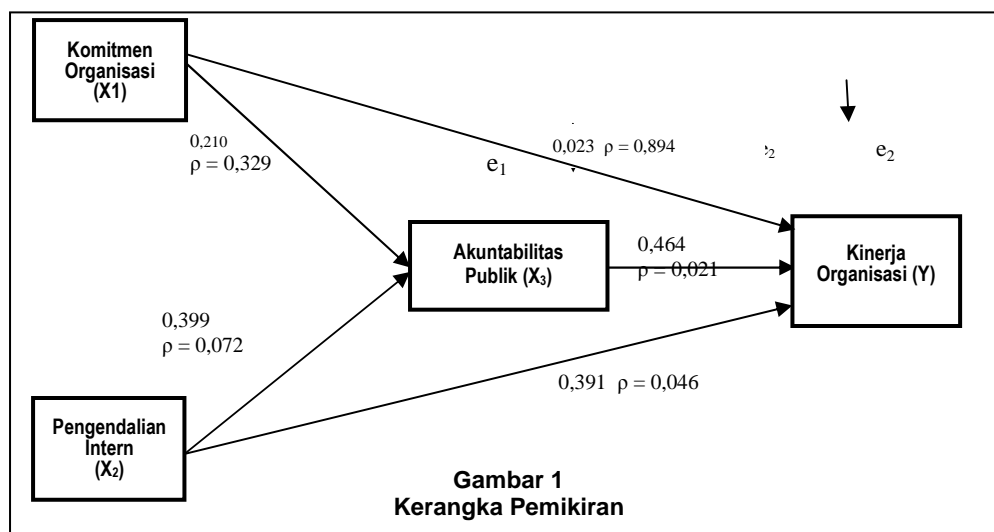 Komitmen
Organisasi
(X1)
0,210
ρ = 0,329
0,023 ρ = 0,894
e₁
e₂
e₂
Akuntabilitas
Publik (X₃)
0,464
ρ = 0,021
Kinerja
Organisasi (Y)
0,399
ρ = 0,072
0,391 ρ = 0,046
Pengendalian
Intern
(X₂)
Gambar 1
Kerangka Pemikiran